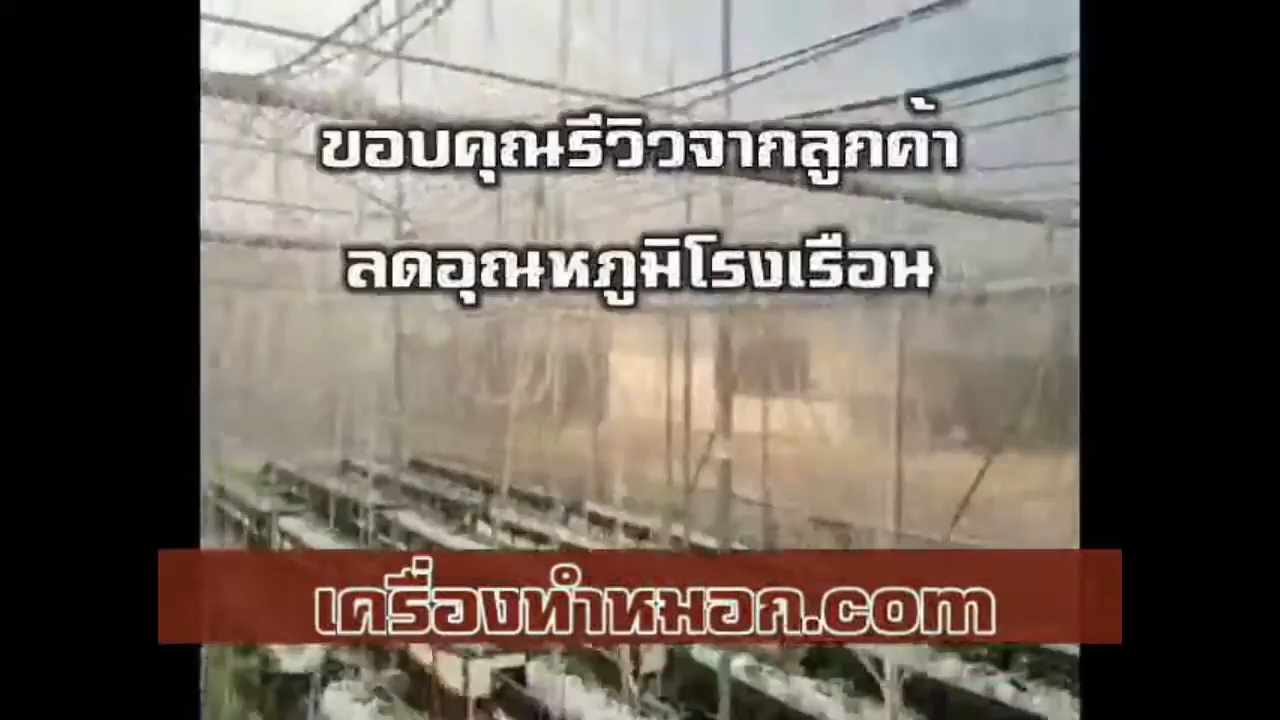 ขอบคุณรีวิวจากลูกค้า
ลดอุณหภูมิโรงเรือน
เครื่องทำหมอก.com